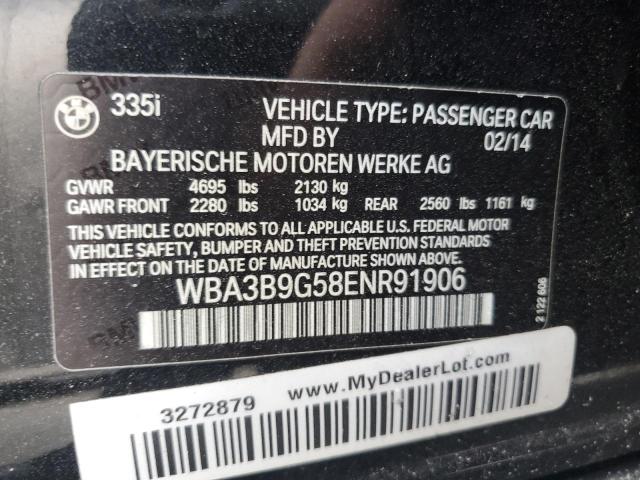 BMW
335i VEHICLE TYPE: PASSENGER CAR
MFD BY 02/14
BAYERISCHE MOTOREN WERKE AG
GVWR 4695 lbs 2130 kg
GAWR FRONT 2280 lbs 1034 kg REAR 2560 lbs 1161 kg
THIS VEHICLE CONFORMS TO ALL APPLICABLE U.S. FEDERAL MOTOR
VEHICLE SAFETY, BUMPER AND THEFT PREVENTION STANDARDS
IN EFFECT ON THE DATE OF MANUFACTURE SHOWN ABOVE.
WBA3B9G58ENR91906
2 122 606
www.MyDealerLot.com
3272879